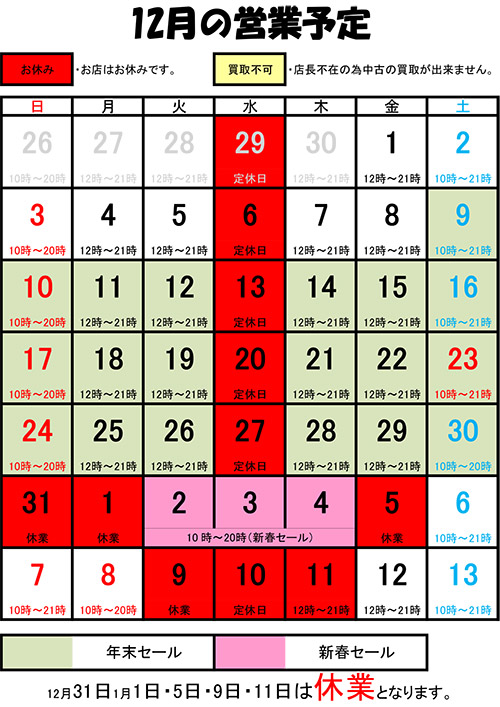 12月の営業予定
お休み ・お店はお休みです。 買取不可 ・店長不在の為中古の買取が出来ません。
日 月 火 水 木 金 土
26 27 28 29 30 1 2
10時～20時 12時～21時 12時～21時 定休日 12時～21時 12時～21時 10時～21時
3 4 5 6 7 8 9
10時～20時 12時～21時 12時～21時 定休日 12時～21時 12時～21時 10時～21時
10 11 12 13 14 15 16
10時～20時 12時～21時 12時～21時 定休日 12時～21時 12時～21時 10時～21時
17 18 19 20 21 22 23
10時～20時 12時～21時 12時～21時 定休日 12時～21時 12時～21時 10時～21時
24 25 26 27 28 29 30
10時～20時 12時～21時 12時～21時 定休日 12時～21時 12時～21時 10時～20時
31 1 2 3 4 5 6
休業 休業 10時～20時（新春セール） 休業 10時～21時
7 8 9 10 11 12 13
10時～21時 10時～20時 休業 定休日 12時～21時 12時～21時 10時～21時
年末セール 新春セール
12月31日1月1日・5日・9日・11日は休業となります。